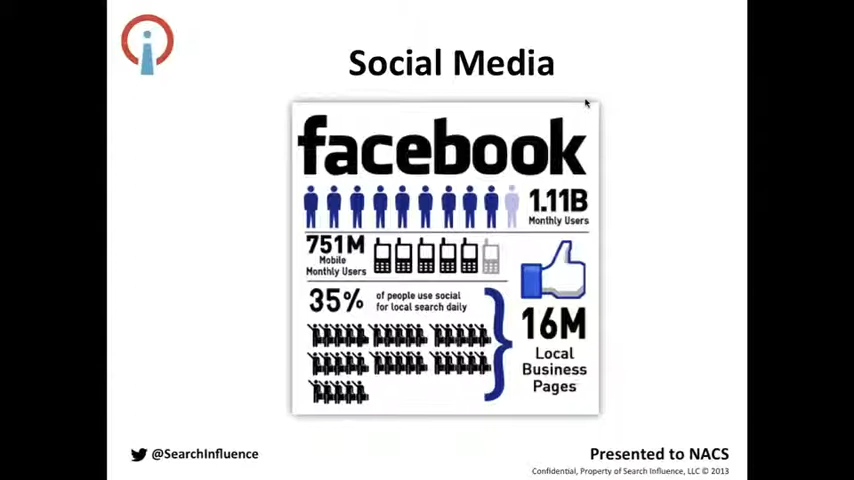 Social Media
facebook
1.11B
Monthly Users
751M
Mobile
Monthly Users
35%
of people use social
for local search daily
16M
Local
Business
Pages
@SearchInfluence
Presented to NACS
Confidential, Property of Search Influence, LLC © 2013